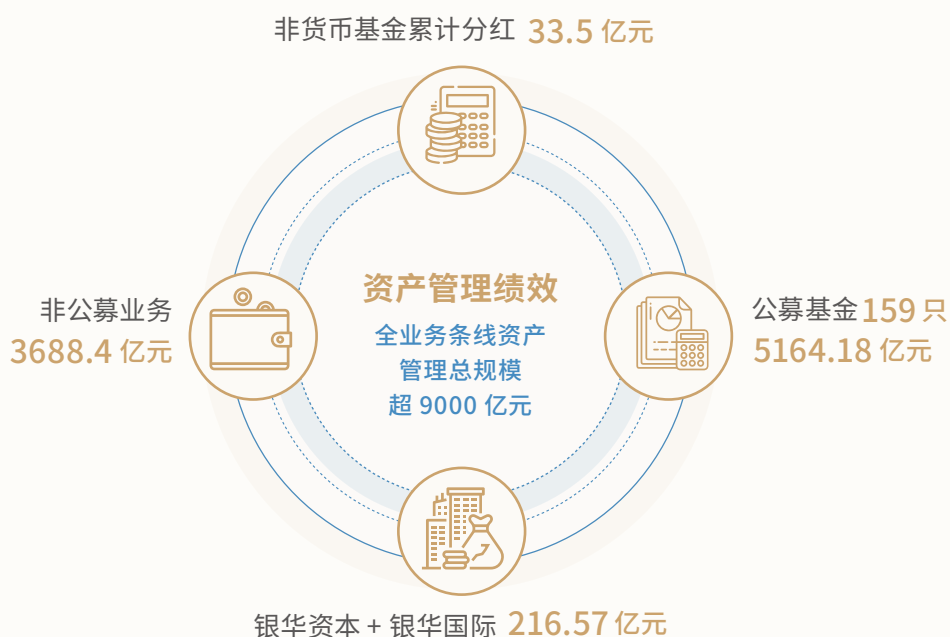 非货币基金累计分红 33.5 亿元
资产管理绩效
全业务条线资产
管理总规模
超 9000 亿元
非公募业务
3688.4 亿元
公募基金 159 只
5164.18 亿元
银华资本 + 银华国际 216.57 亿元